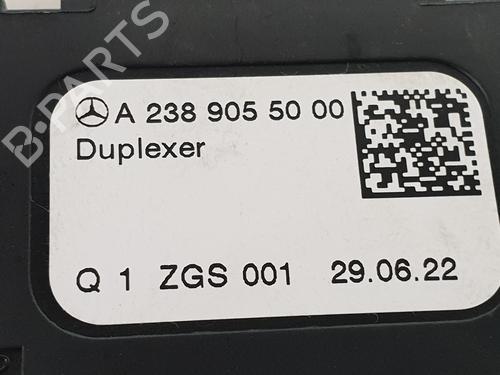 A 238 905 50 00
Duplexer
Q 1 ZGS 001 29.06.22
B-PARTS